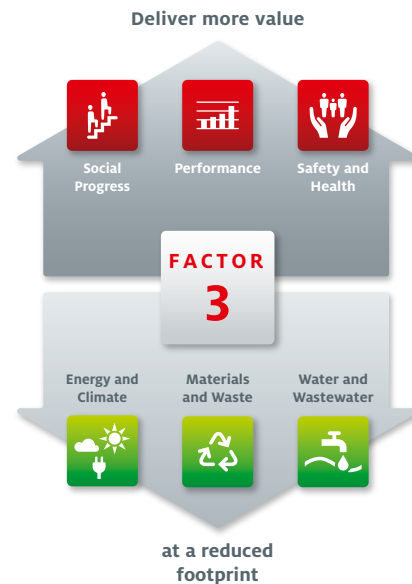 Deliver more value
Social
Progress
Performance
Safety and
Health
FACTOR
3
Energy and
Climate
Materials
and Waste
Water and
Wastewater
at a reduced
footprint